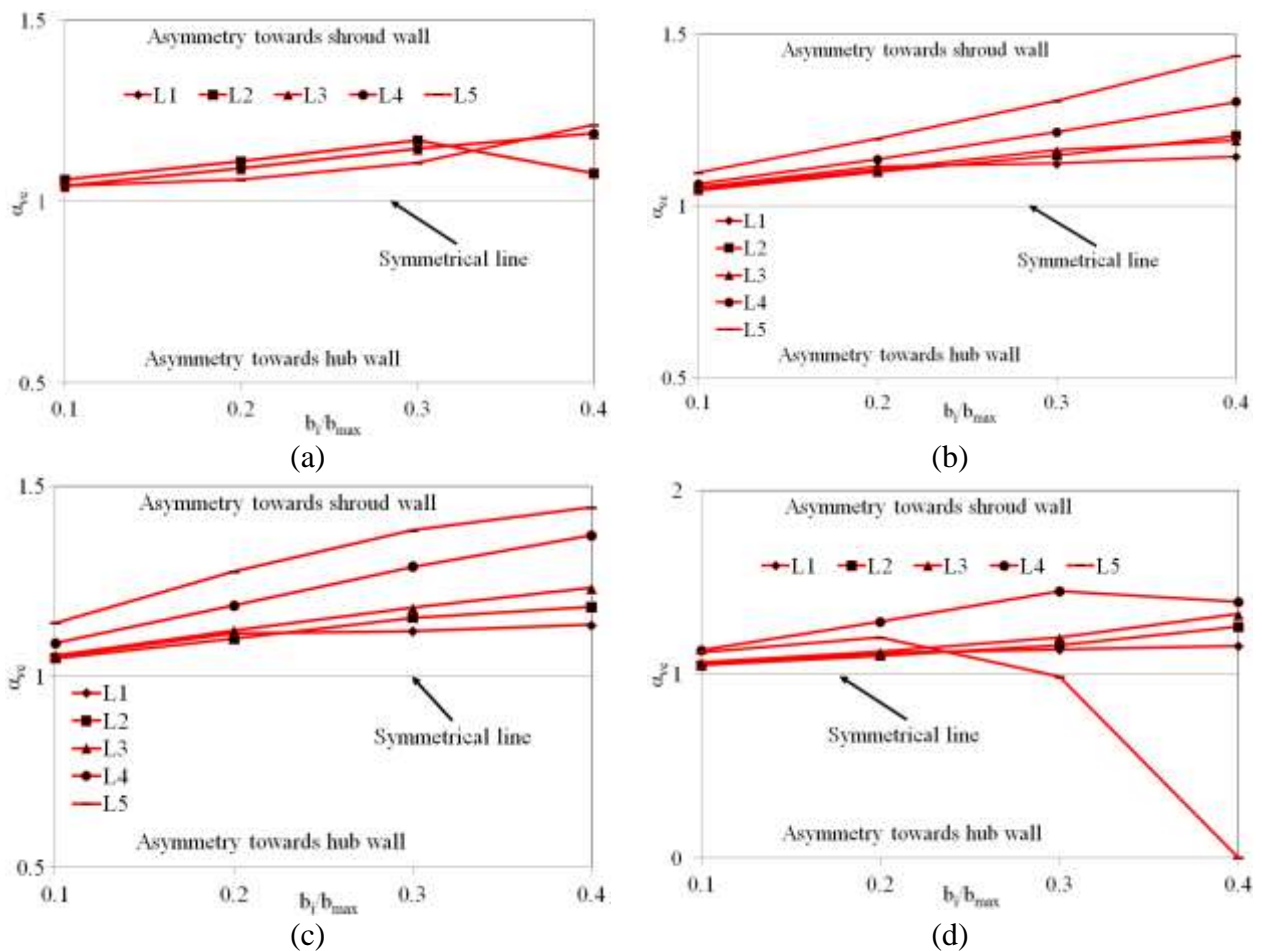 1.5
Asymmetry towards shroud wall
L1 L2 L3 L4 L5
αve
1
Symmetrical line
Asymmetry towards hub wall
0.5
0.1 0.2 0.3 0.4
bi/bmax
(a)
1.5
Asymmetry towards shroud wall
αve
1
L1
L2
L3
L4
L5
Symmetrical line
Asymmetry towards hub wall
0.5
0.1 0.2 0.3 0.4
bi/bmax
(b)
1.5
Asymmetry towards shroud wall
αve
1
L1
L2
L3
L4
L5
Symmetrical line
Asymmetry towards hub wall
0.5
0.1 0.2 0.3 0.4
bi/bmax
(c)
2
Asymmetry towards shroud wall
L1 L2 L3 L4 L5
αve
1
Symmetrical line
Asymmetry towards hub wall
0
0.1 0.2 0.3 0.4
bi/bmax
(d)